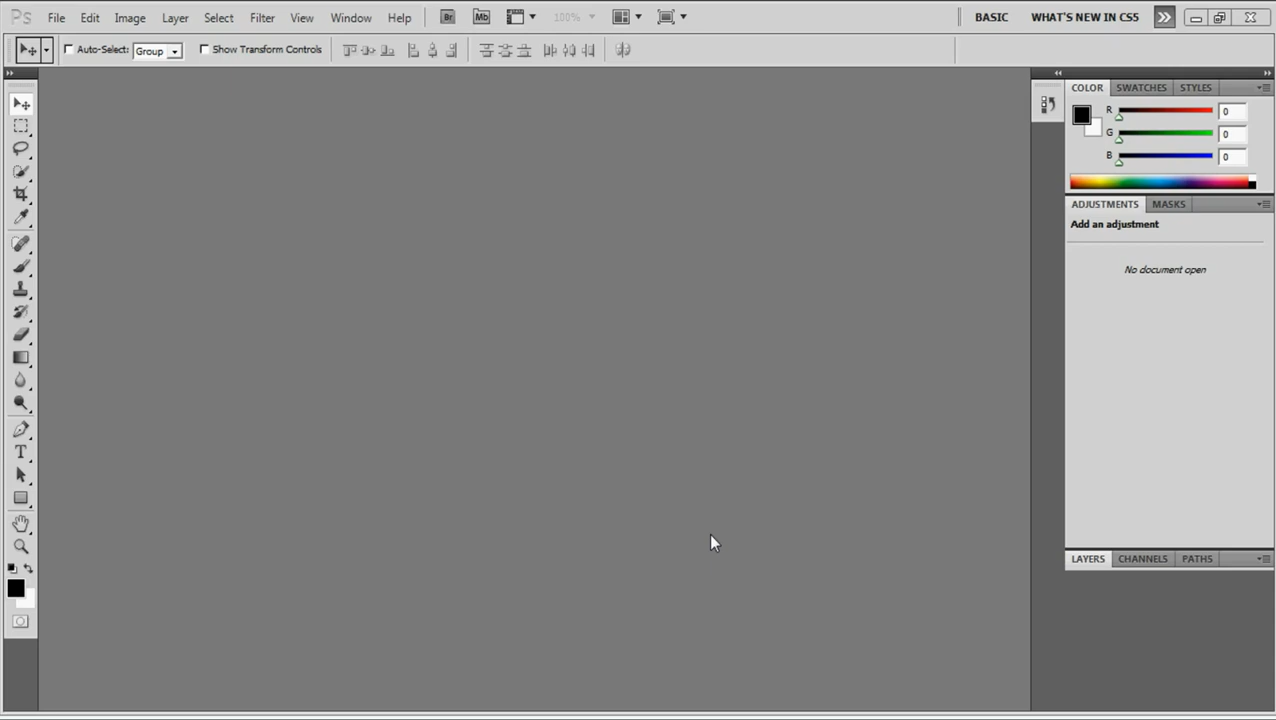 Ps File Edit Image Layer Select Filter View Window Help Br Mb 100% BASIC WHAT'S NEW IN CS5
Auto-Select: Group Show Transform Controls
COLOR SWATCHES STYLES
R 0
G 0
B 0
ADJUSTMENTS MASKS
Add an adjustment
No document open
T
LAYERS CHANNELS PATHS